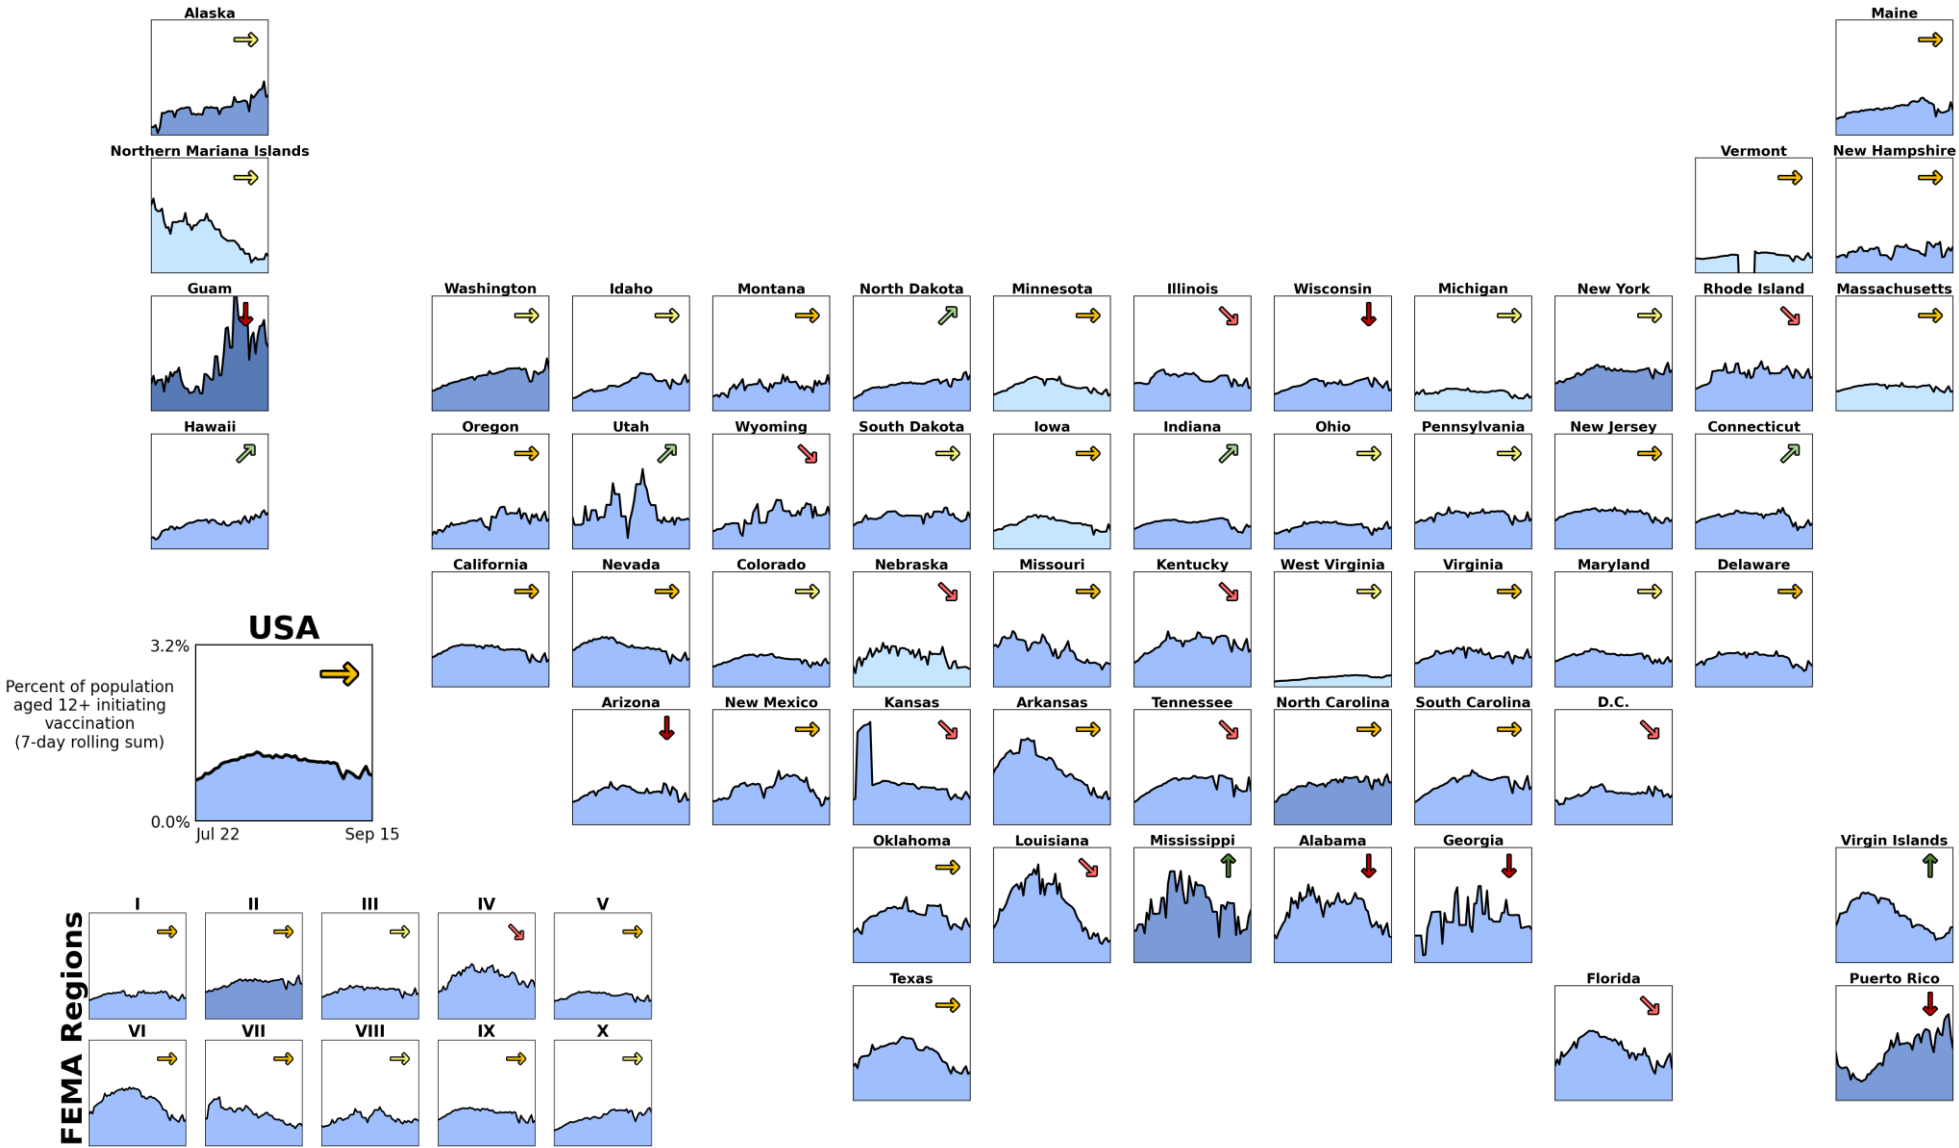 Alaska
Maine
Northern Mariana Islands
Vermont
New Hampshire
Guam
Washington
Idaho
Montana
North Dakota
Minnesota
Illinois
Wisconsin
Michigan
New York
Rhode Island
Massachusetts
Hawaii
Oregon
Utah
Wyoming
South Dakota
Iowa
Indiana
Ohio
Pennsylvania
New Jersey
Connecticut
California
Nevada
Colorado
Nebraska
Missouri
Kentucky
West Virginia
Virginia
Maryland
Delaware
USA
3.2%
Percent of population
aged 12+ initiating
vaccination
(7-day rolling sum)
0.0%
Jul 22
Sep 15
Arizona
New Mexico
Kansas
Arkansas
Tennessee
North Carolina
South Carolina
D.C.
Oklahoma
Louisiana
Mississippi
Alabama
Georgia
Virgin Islands
Texas
Florida
Puerto Rico
FEMA Regions
I
II
III
IV
V
VI
VII
VIII
IX
X